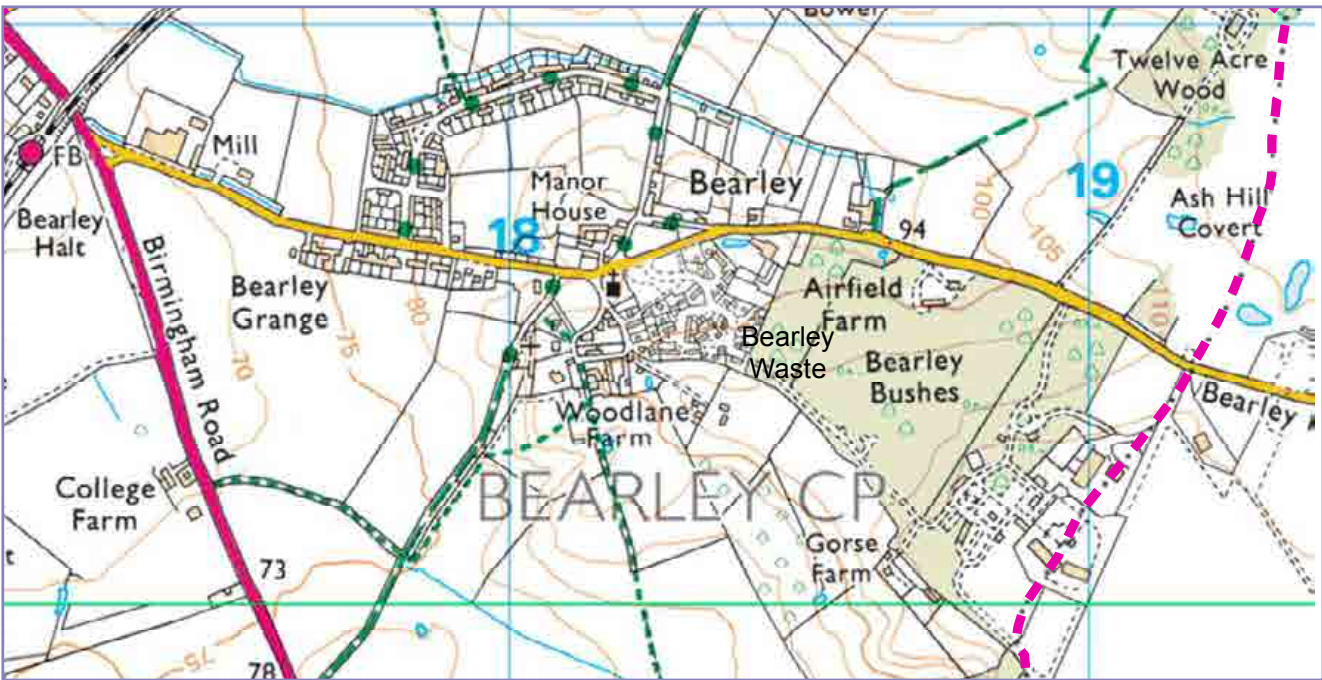 Bower
Twelve Acre
Wood
FB
Mill
Manor
House
Bearley
19
Ash Hill
Covert
100
94
105
Bearley
Halt
18
Birmingham Road
Bearley
Grange
80
75
70
Airfield
Farm
110
Bearley
Waste
Bearley
Bushes
Bearley
Woodlane
Farm
College
Farm
BEARLEY CP
Gorse
Farm
t
73
75
78